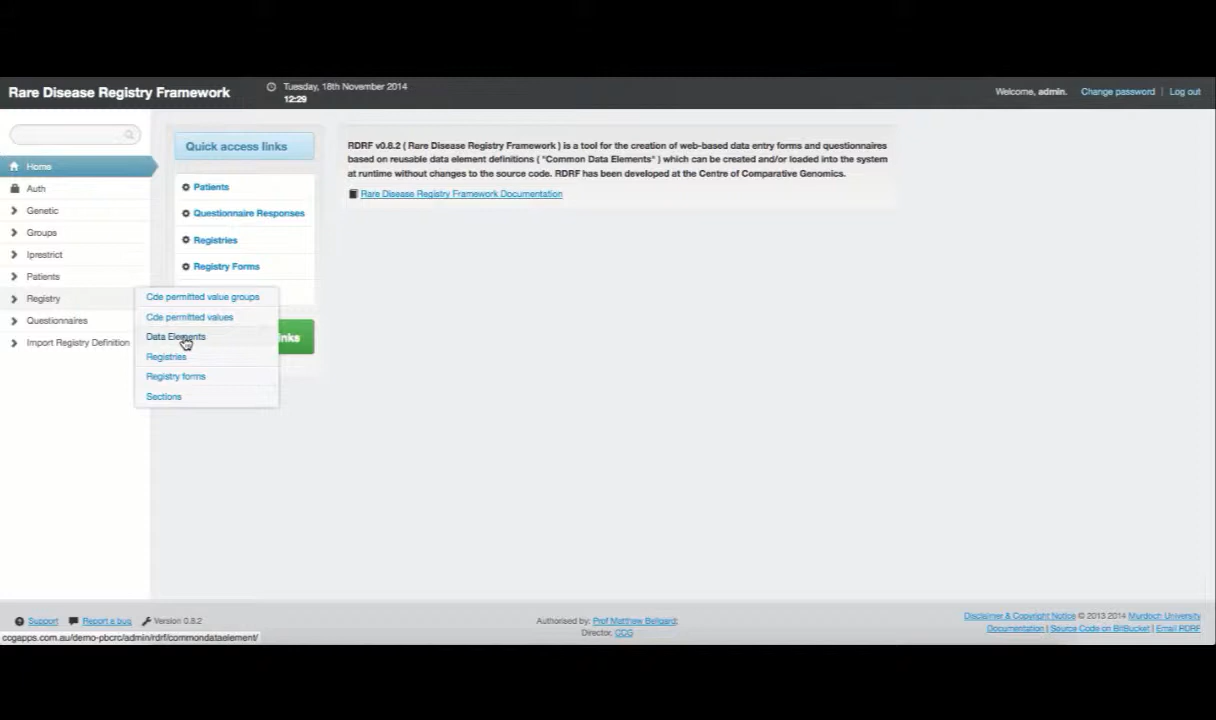 Rare Disease Registry Framework
Tuesday, 18th November 2014
12:29
Welcome, admin. Change password | Log out
Home
Auth
Genetic
Groups
Iprestrict
Patients
Registry
Questionnaires
Import Registry Definition
Quick access links
Patients
Questionnaire Responses
Registries
Registry Forms
Cde permitted value groups
Cde permitted values
Data Elements
Registries
Registry forms
Sections
inks
RDRF v0.8.2 ( Rare Disease Registry Framework ) is a tool for the creation of web-based data entry forms and questionnaires
based on reusable data element definitions ( "Common Data Elements" ) which can be created and/or loaded into the system
at runtime without changes to the source code. RDRF has been developed at the Centre of Comparative Genomics.
Rare Disease Registry Framework Documentation
Support Report a bug Version 0.8.2
ccgapps.com.au/demo-pbcrc/admin/rdrf/commondataelement/
Authorised by: Prof Matthew Bellgard;
Director, CCG
Disclaimer & Copyright Notice © 2013 2014 Murdoch University
Documentation | Source Code on BitBucket | Email RDRF